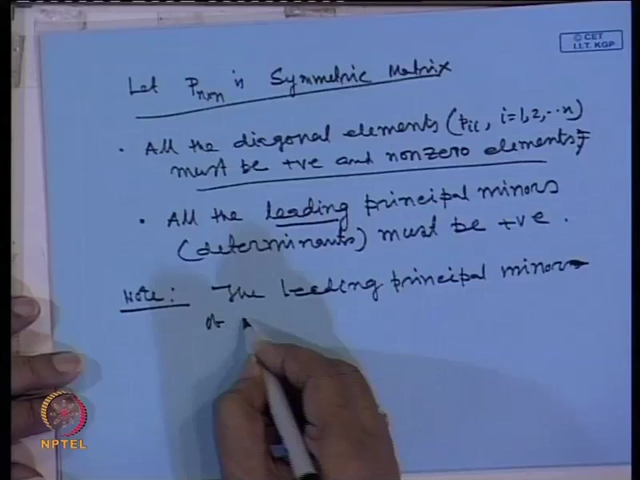 © CET
I.I.T. KGP
Let Pnxn is Symmetric Matrix
. All the diagonal elements (Pii, i=1,2,..n)
must be +ve and nonzero elements;
. All the leading principal minors
(determinants) must be +ve .
Note: The leading principal minors
of
NPTEL